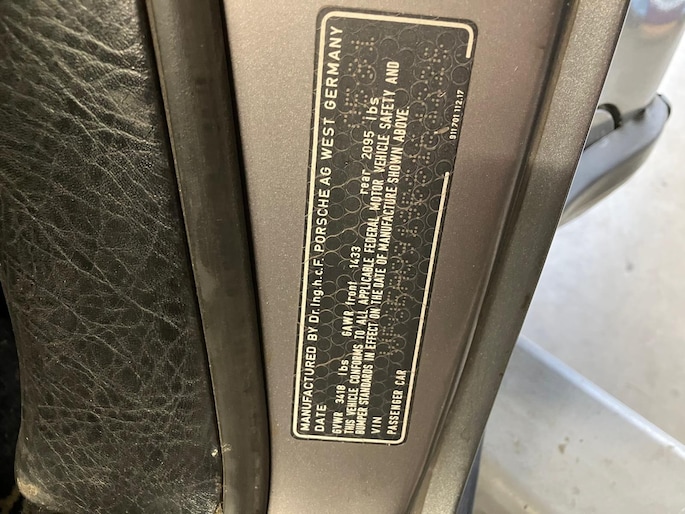 MANUFACTURED BY Dr.Ing.h.c.F. PORSCHE AG WEST GERMANY
DATE
GVWR 3418 lbs GAWR front 1433 rear 2095 lbs
THIS VEHICLE CONFORMS TO ALL APPLICABLE FEDERAL MOTOR VEHICLE SAFETY AND
BUMPER STANDARDS IN EFFECT ON THE DATE OF MANUFACTURE SHOWN ABOVE.
VIN
PASSENGER CAR
911 701 112.17